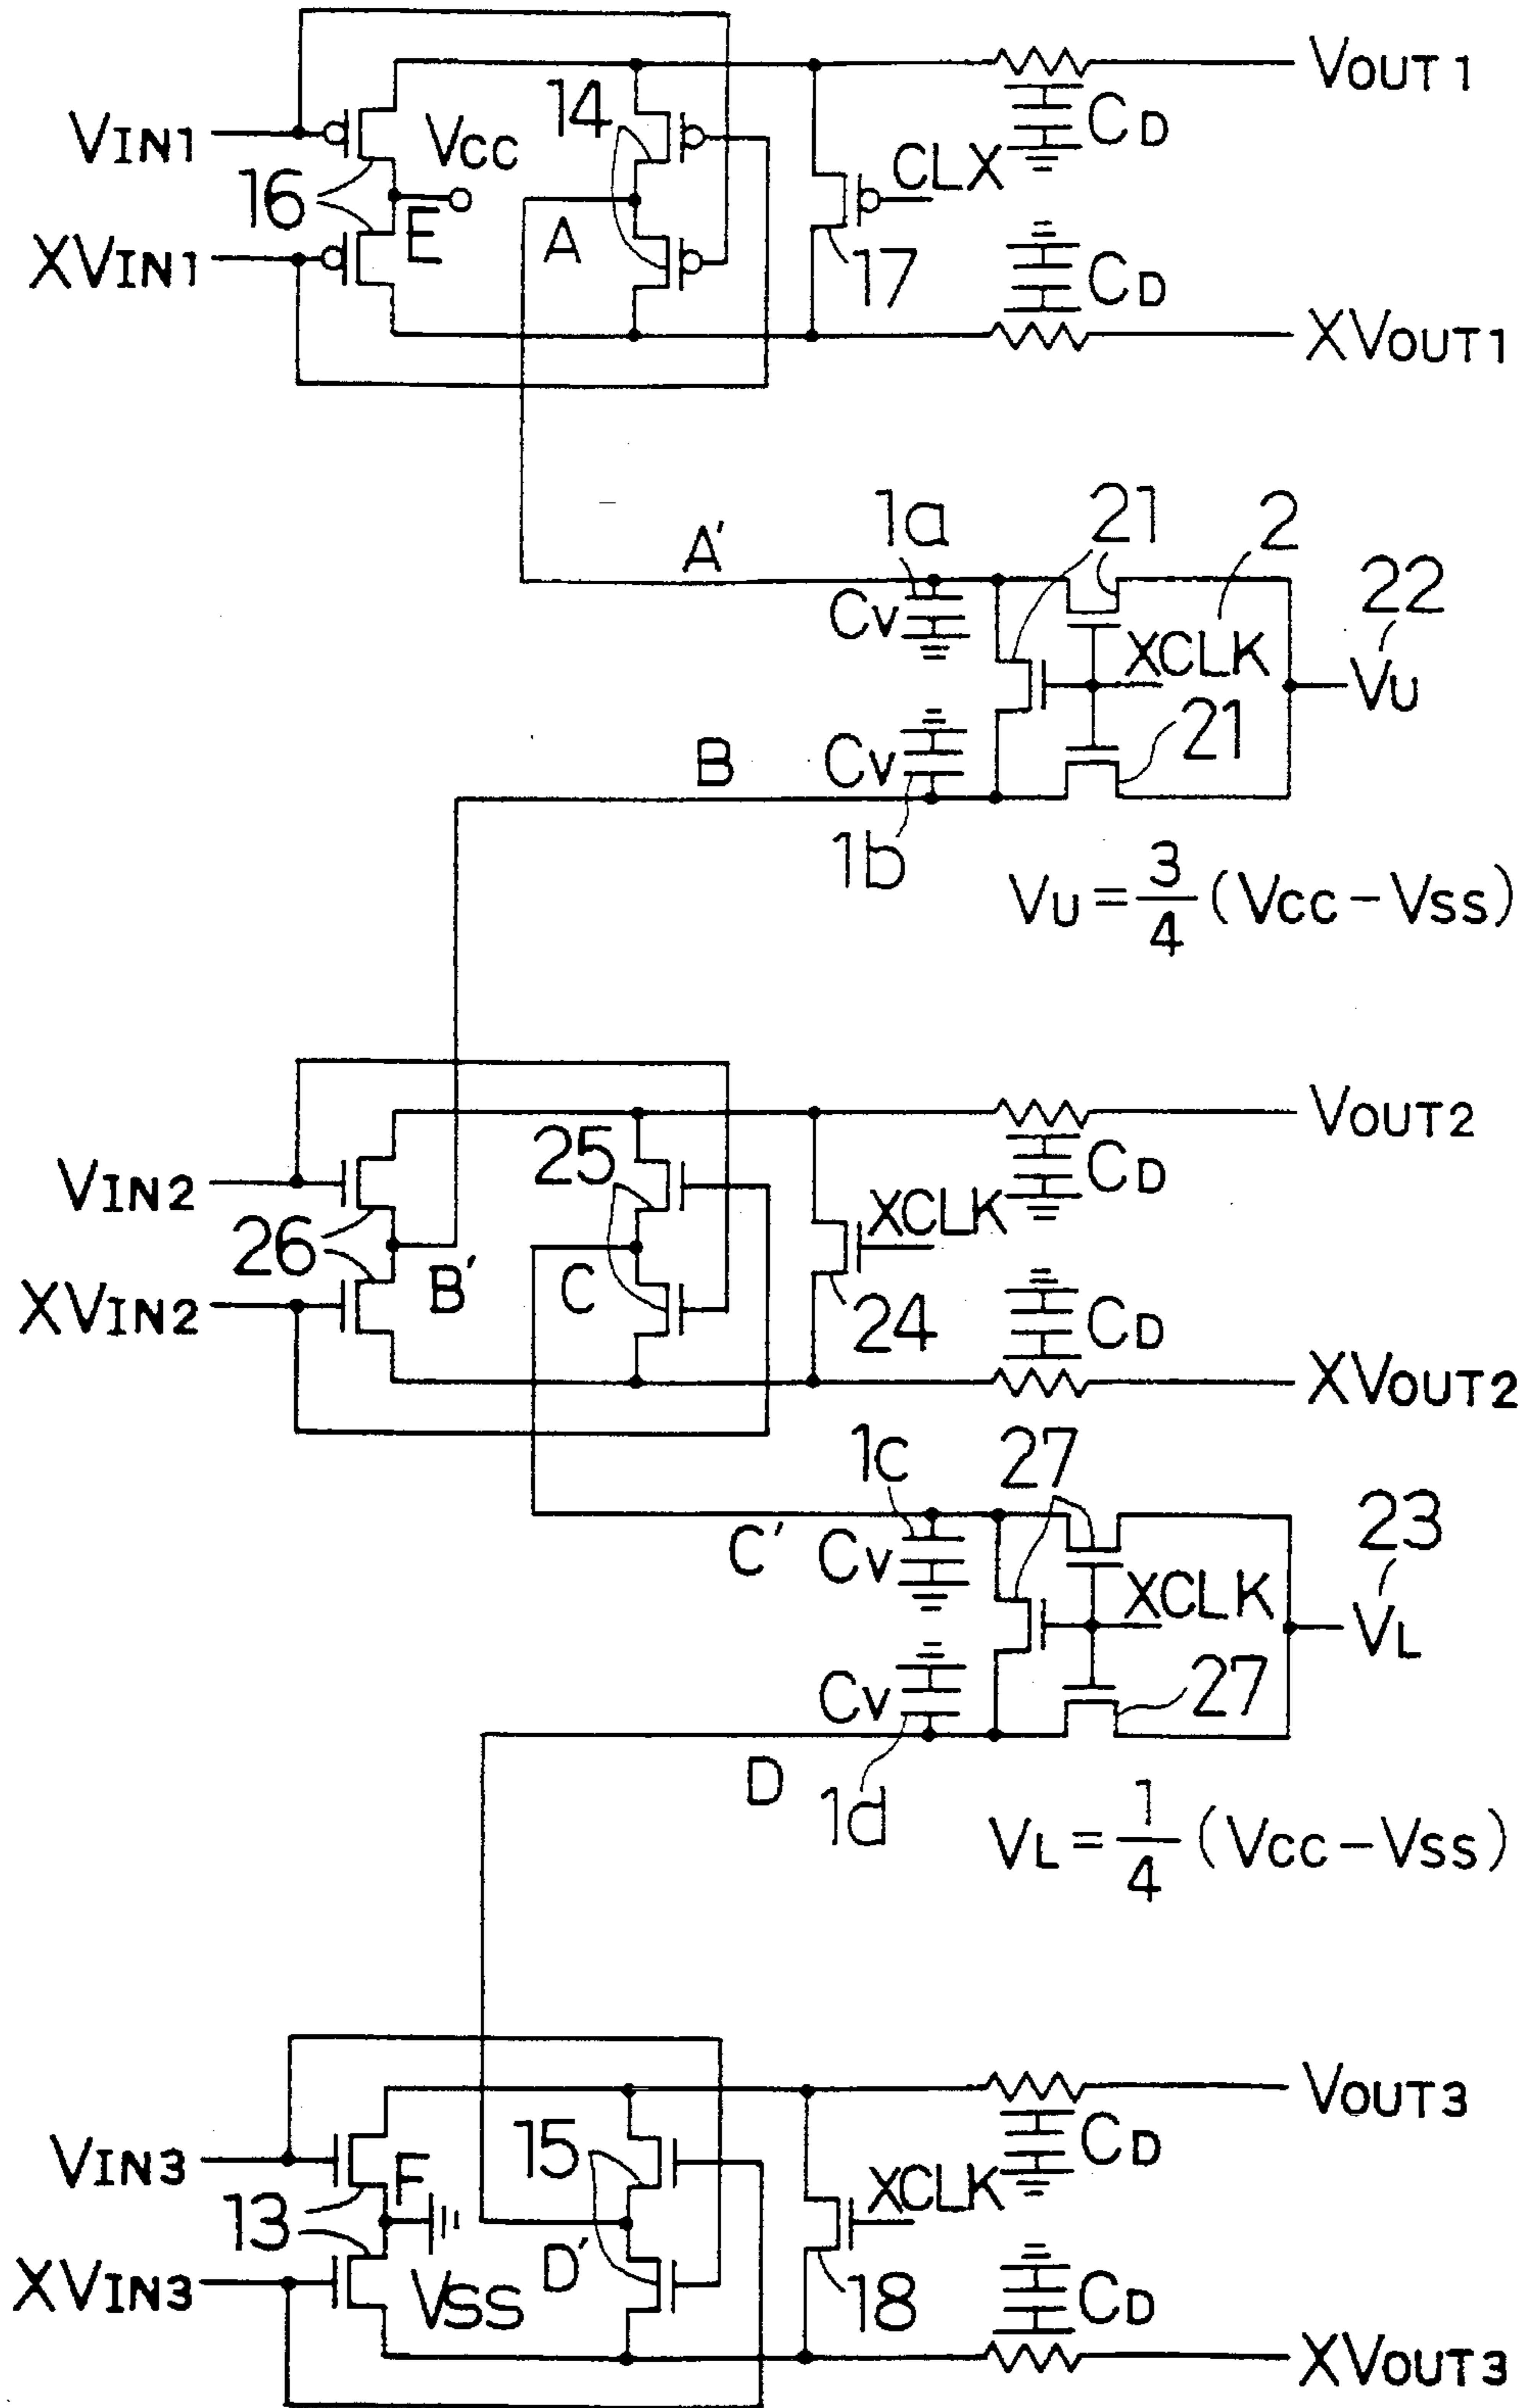 VOUT1
VIN1
VCC
14
CD
CLX
16
E
A
XVIN1
17
CD
XVOUT1
1a
21
2
A'
22
CV
XCLK
VU
B
CV
21
1b
VU = 3/4 (VCC − VSS)
VOUT2
25
CD
VIN2
XCLK
26
B'
C
XVIN2
24
CD
XVOUT2
1c
27
23
C'
CV
XCLK
VL
CV
27
D
1d
VL = 1/4 (VCC − VSS)
VOUT3
15
CD
VIN3
F
XCLK
13
D'
XVIN3
VSS
18
CD
XVOUT3